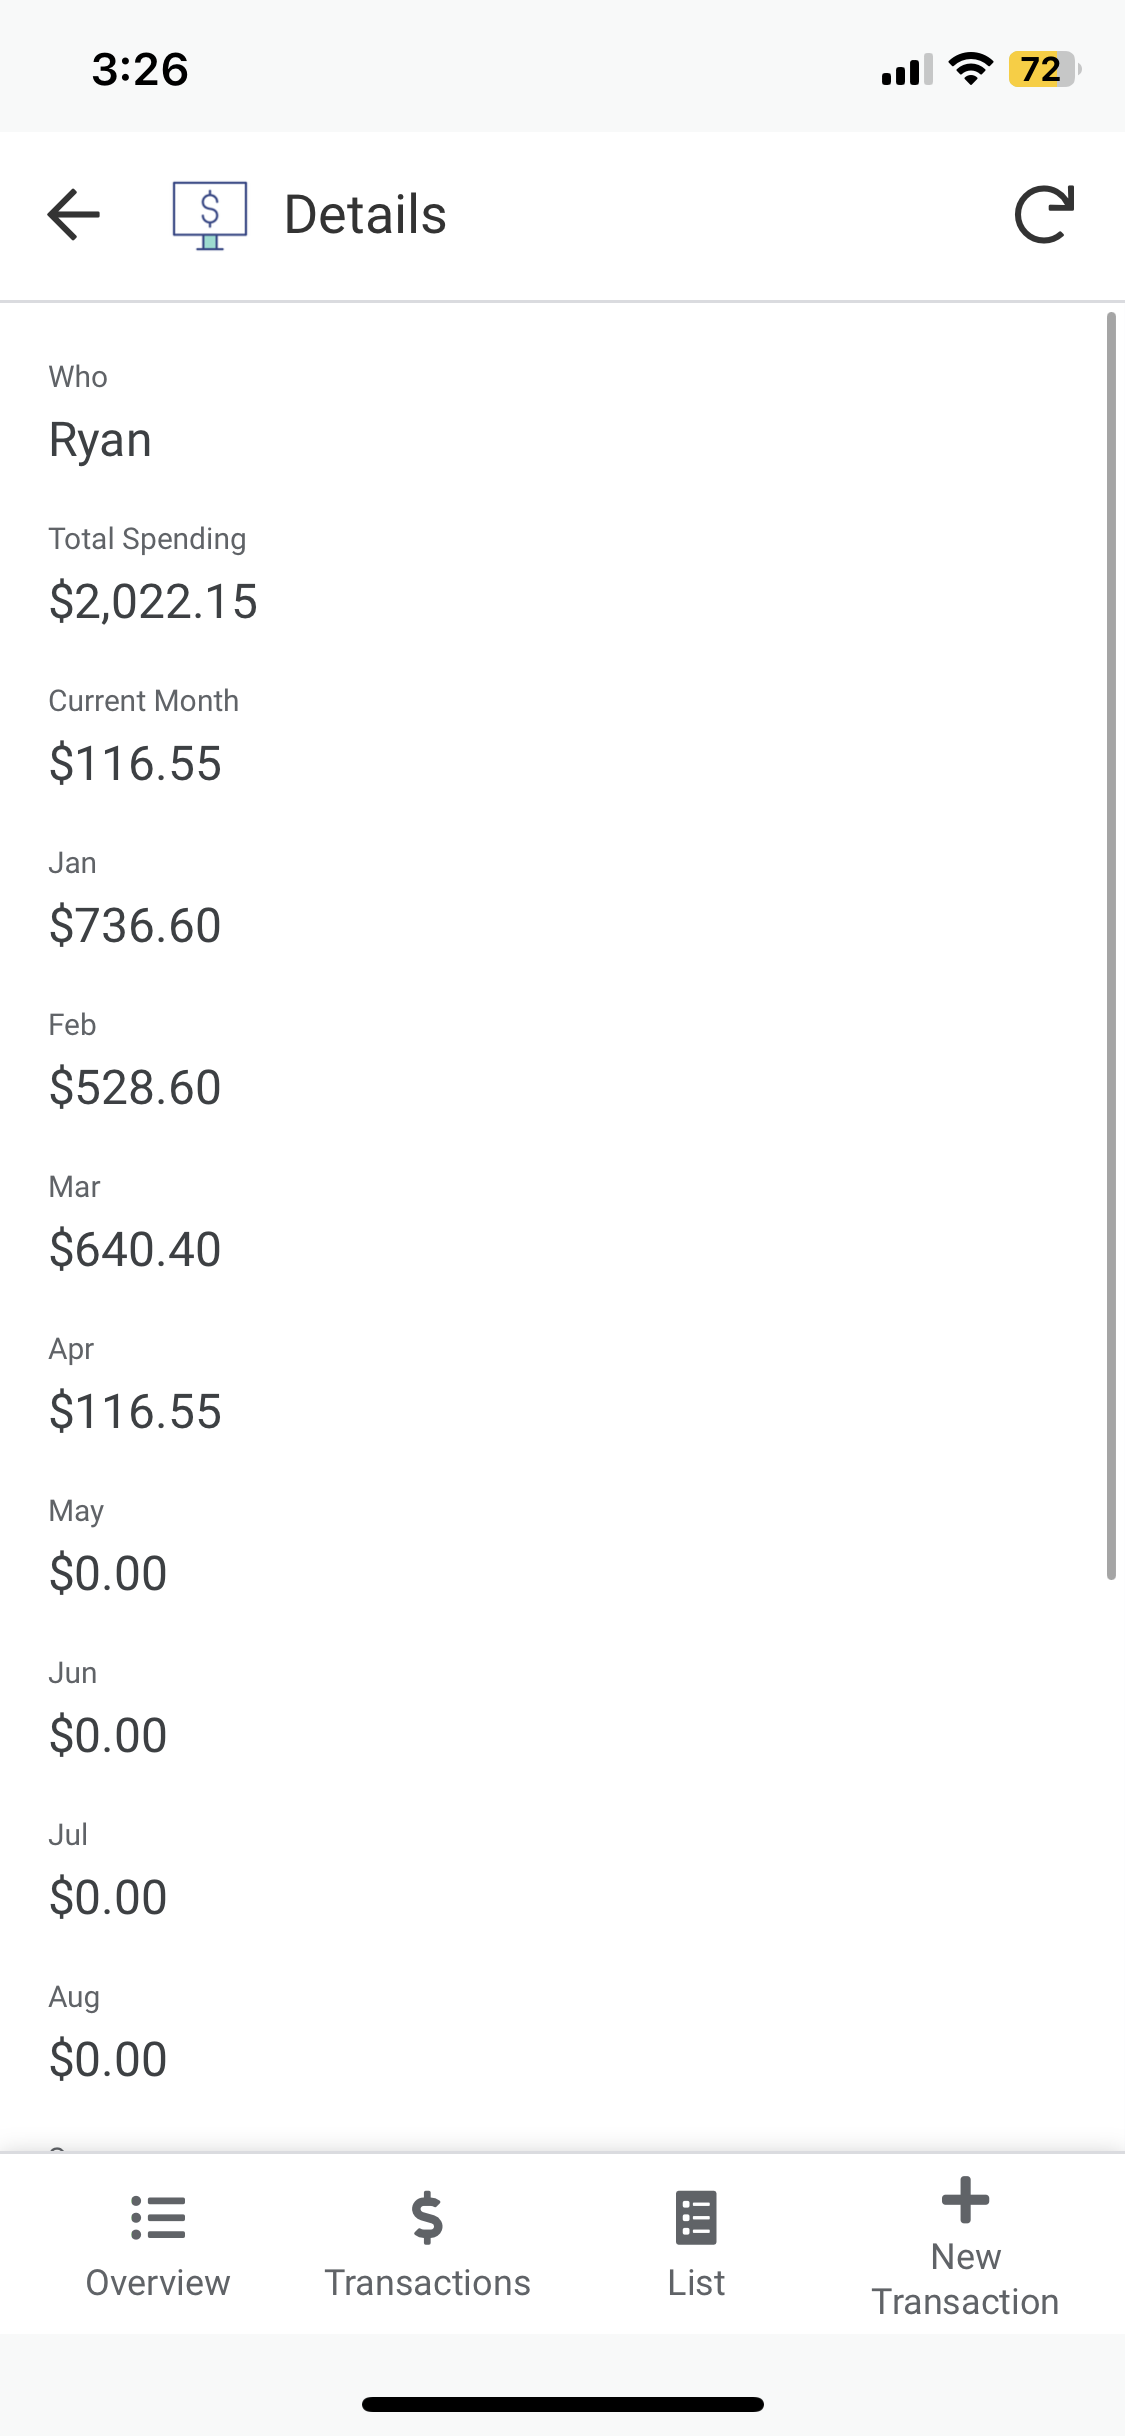 3:26
72
$
Details
Who
Ryan
Total Spending
$2,022.15
Current Month
$116.55
Jan
$736.60
Feb
$528.60
Mar
$640.40
Apr
$116.55
May
$0.00
Jun
$0.00
Jul
$0.00
Aug
$0.00
Overview
Transactions
List
New
Transaction